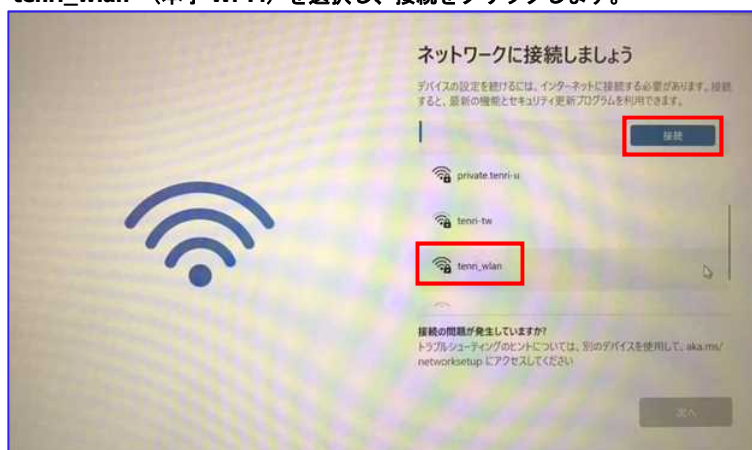 tenri_wlan （本学 Wi-Fi）を選択し、接続をクリックします。
ネットワークに接続しましょう
デバイスの設定を続けるには、インターネットに接続する必要があります。接続
すると、最新の機能とセキュリティ更新プログラムを利用できます。
接続
private.tenri-u
tenri-tw
tenri_wlan
接続の問題が発生していますか?
トラブルシューティングのヒントについては、別のデバイスを使用して、aka.ms/
networksetup にアクセスしてください
次へ